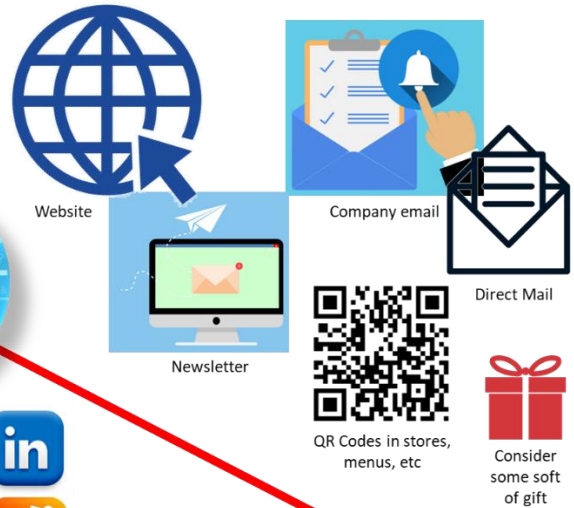 Website
Company email
Direct Mail
Newsletter
QR Codes in stores,
menus, etc
Consider
some soft
of gift
in